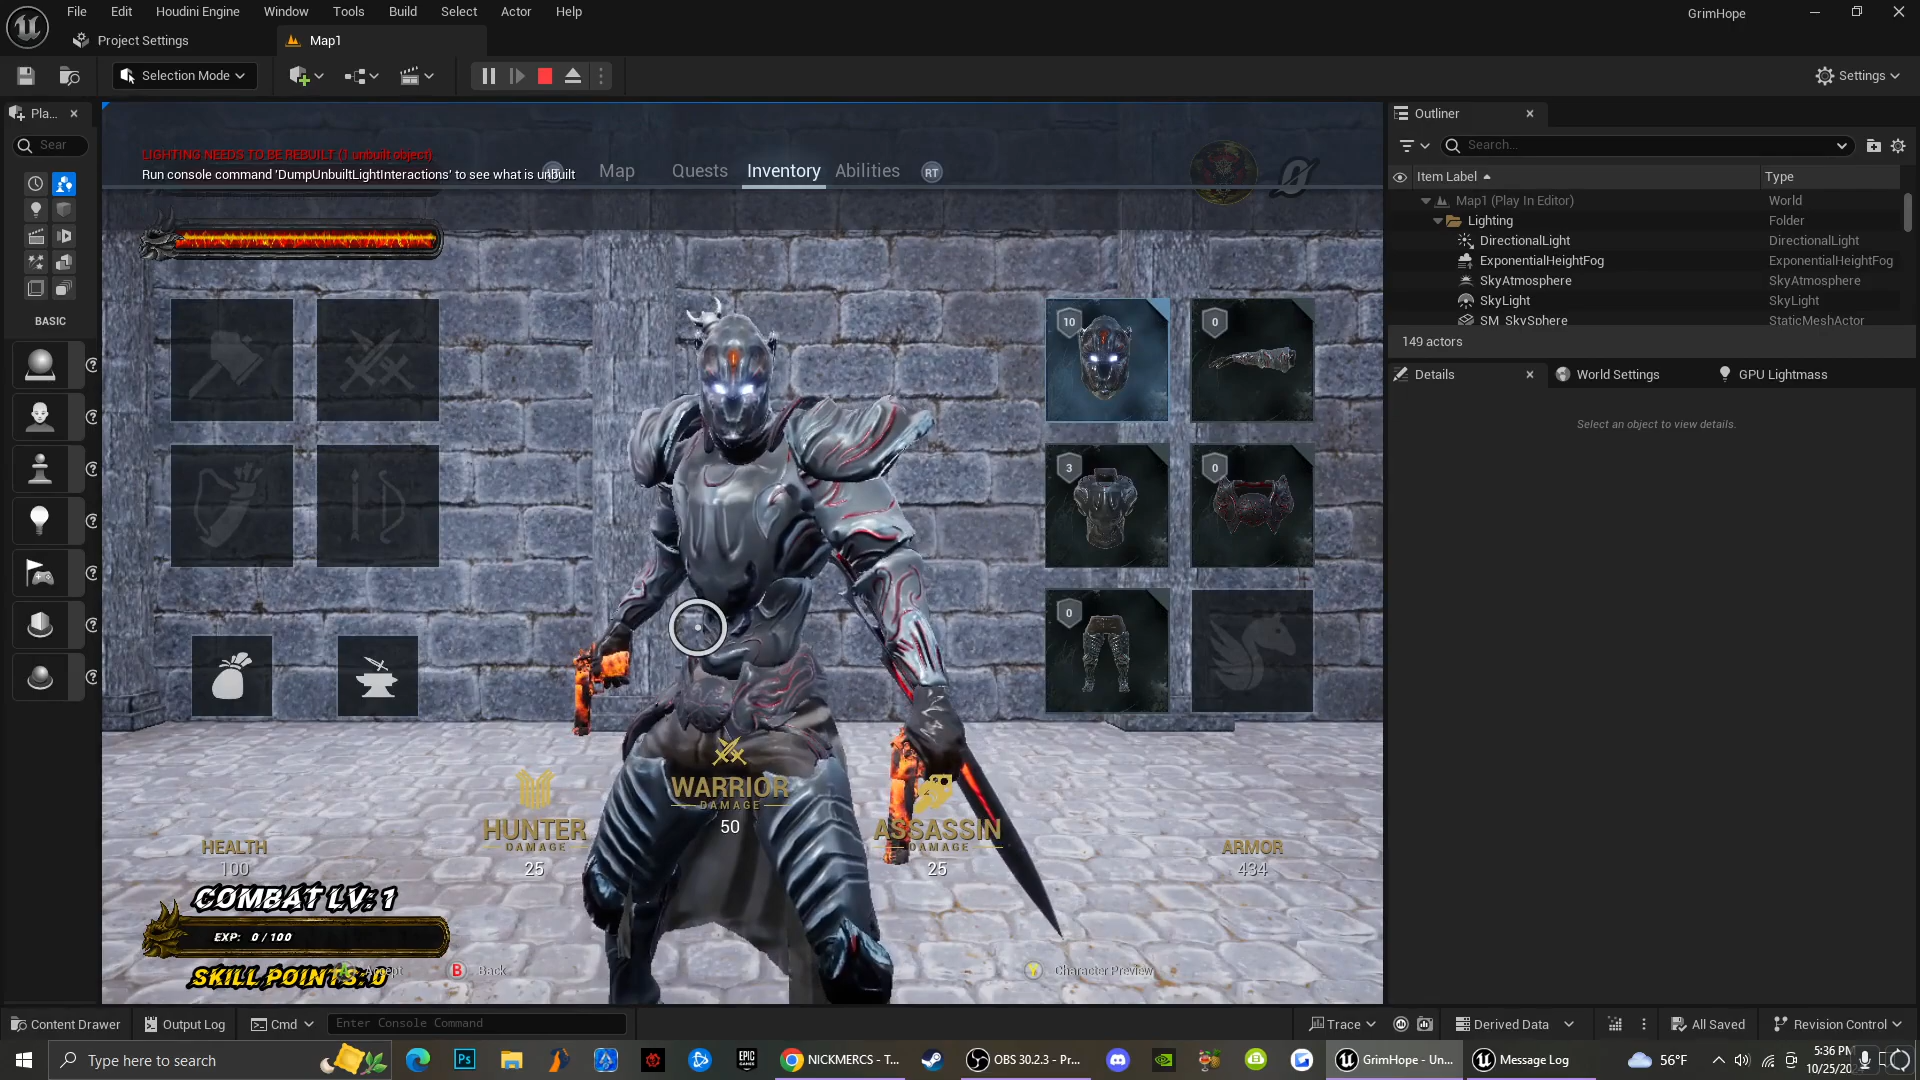 File Edit Houdini Engine Window Tools Build Select Actor Help
GrimHope
Project Settings
Map1
Selection Mode
Settings
Pla...
Outliner
Sear
Search...
LIGHTING NEEDS TO BE REBUILT (1 unbuilt object)
Run console command 'DumpUnbuiltLightInteractions' to see what is unbuilt
Map Quests Inventory Abilities RT
Item Label Type
Map1 (Play In Editor) World
Lighting Folder
DirectionalLight DirectionalLight
ExponentialHeightFog ExponentialHeightFog
SkyAtmosphere SkyAtmosphere
SkyLight SkyLight
SM_SkySphere StaticMeshActor
149 actors
BASIC
10 0
3 0
0
Details
World Settings
GPU Lightmass
Select an object to view details.
WARRIOR
DAMAGE
50
HUNTER
DAMAGE
25
ASSASSIN
DAMAGE
25
HEALTH
100
ARMOR
434
COMBAT LV: 1
EXP: 0 / 100
SKILL POINTS: 0
A Accept
B Back
Y Character Preview
Content Drawer
Output Log
Cmd
Enter Console Command
Trace
Derived Data
All Saved
Revision Control
Type here to search
Ps
EPIC GAMES
NICKMERCS - T...
OBS 30.2.3 - Pr...
GrimHope - Un...
Message Log
56°F
5:36 PM